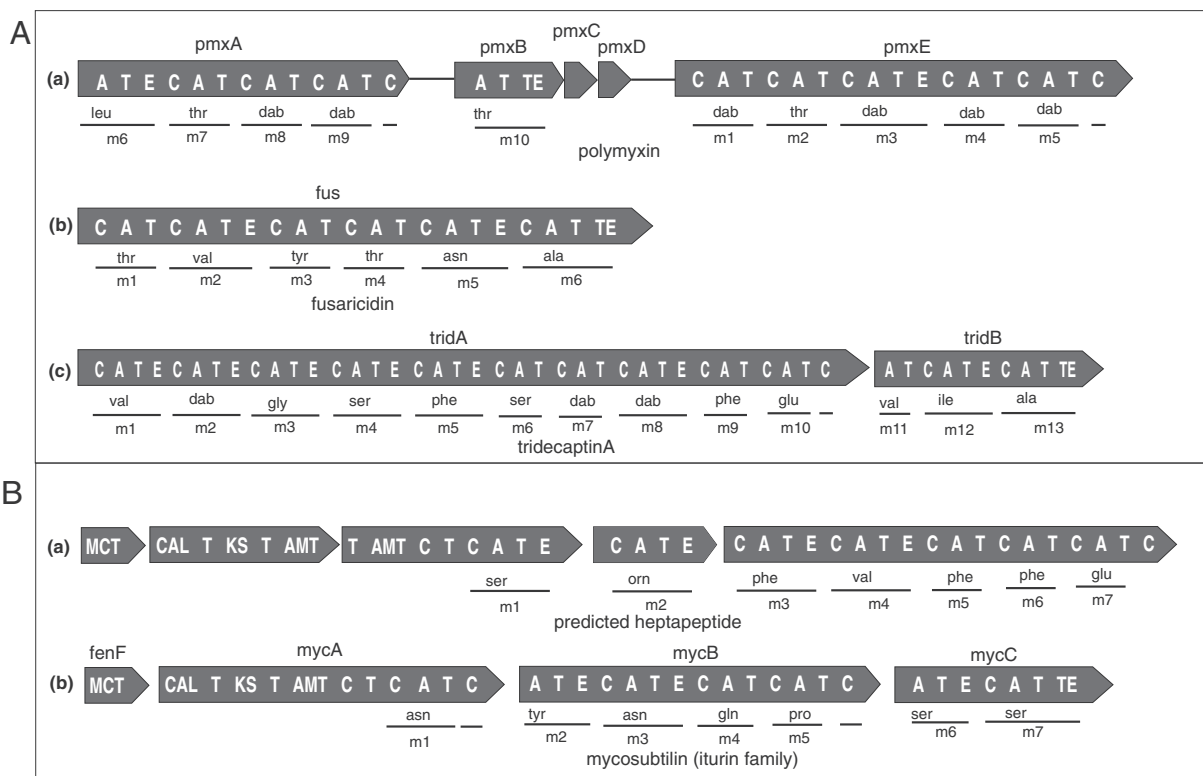 A
pmxA pmxB pmxC pmxD pmxE
(a) A T E C A T C A T C A T C A T TE C A T C A T C A T E C A T C A T C
leu thr dab dab thr dab thr dab dab dab
m6 m7 m8 m9 m10 m1 m2 m3 m4 m5
polymyxin
fus
(b) C A T C A T E C A T C A T C A T E C A T TE
thr val tyr thr asn ala
m1 m2 m3 m4 m5 m6
fusaricidin
tridA tridB
(c) C A T E C A T E C A T E C A T E C A T E C A T C A T C A T E C A T C A T C A T C A T E C A T TE
val dab gly ser phe ser dab dab phe glu val ile ala
m1 m2 m3 m4 m5 m6 m7 m8 m9 m10 m11 m12 m13
tridecaptinA
B
(a) MCT CAL T KS T AMT T AMT C T C A T E C A T E C A T E C A T E C A T C A T C A T C
ser orn phe val phe phe glu
m1 m2 m3 m4 m5 m6 m7
predicted heptapeptide
fenF mycA mycB mycC
(b) MCT CAL T KS T AMT C T C A T C A T E C A T E C A T C A T C A T E C A T TE
asn tyr asn gln pro ser ser
m1 m2 m3 m4 m5 m6 m7
mycosubtilin (iturin family)